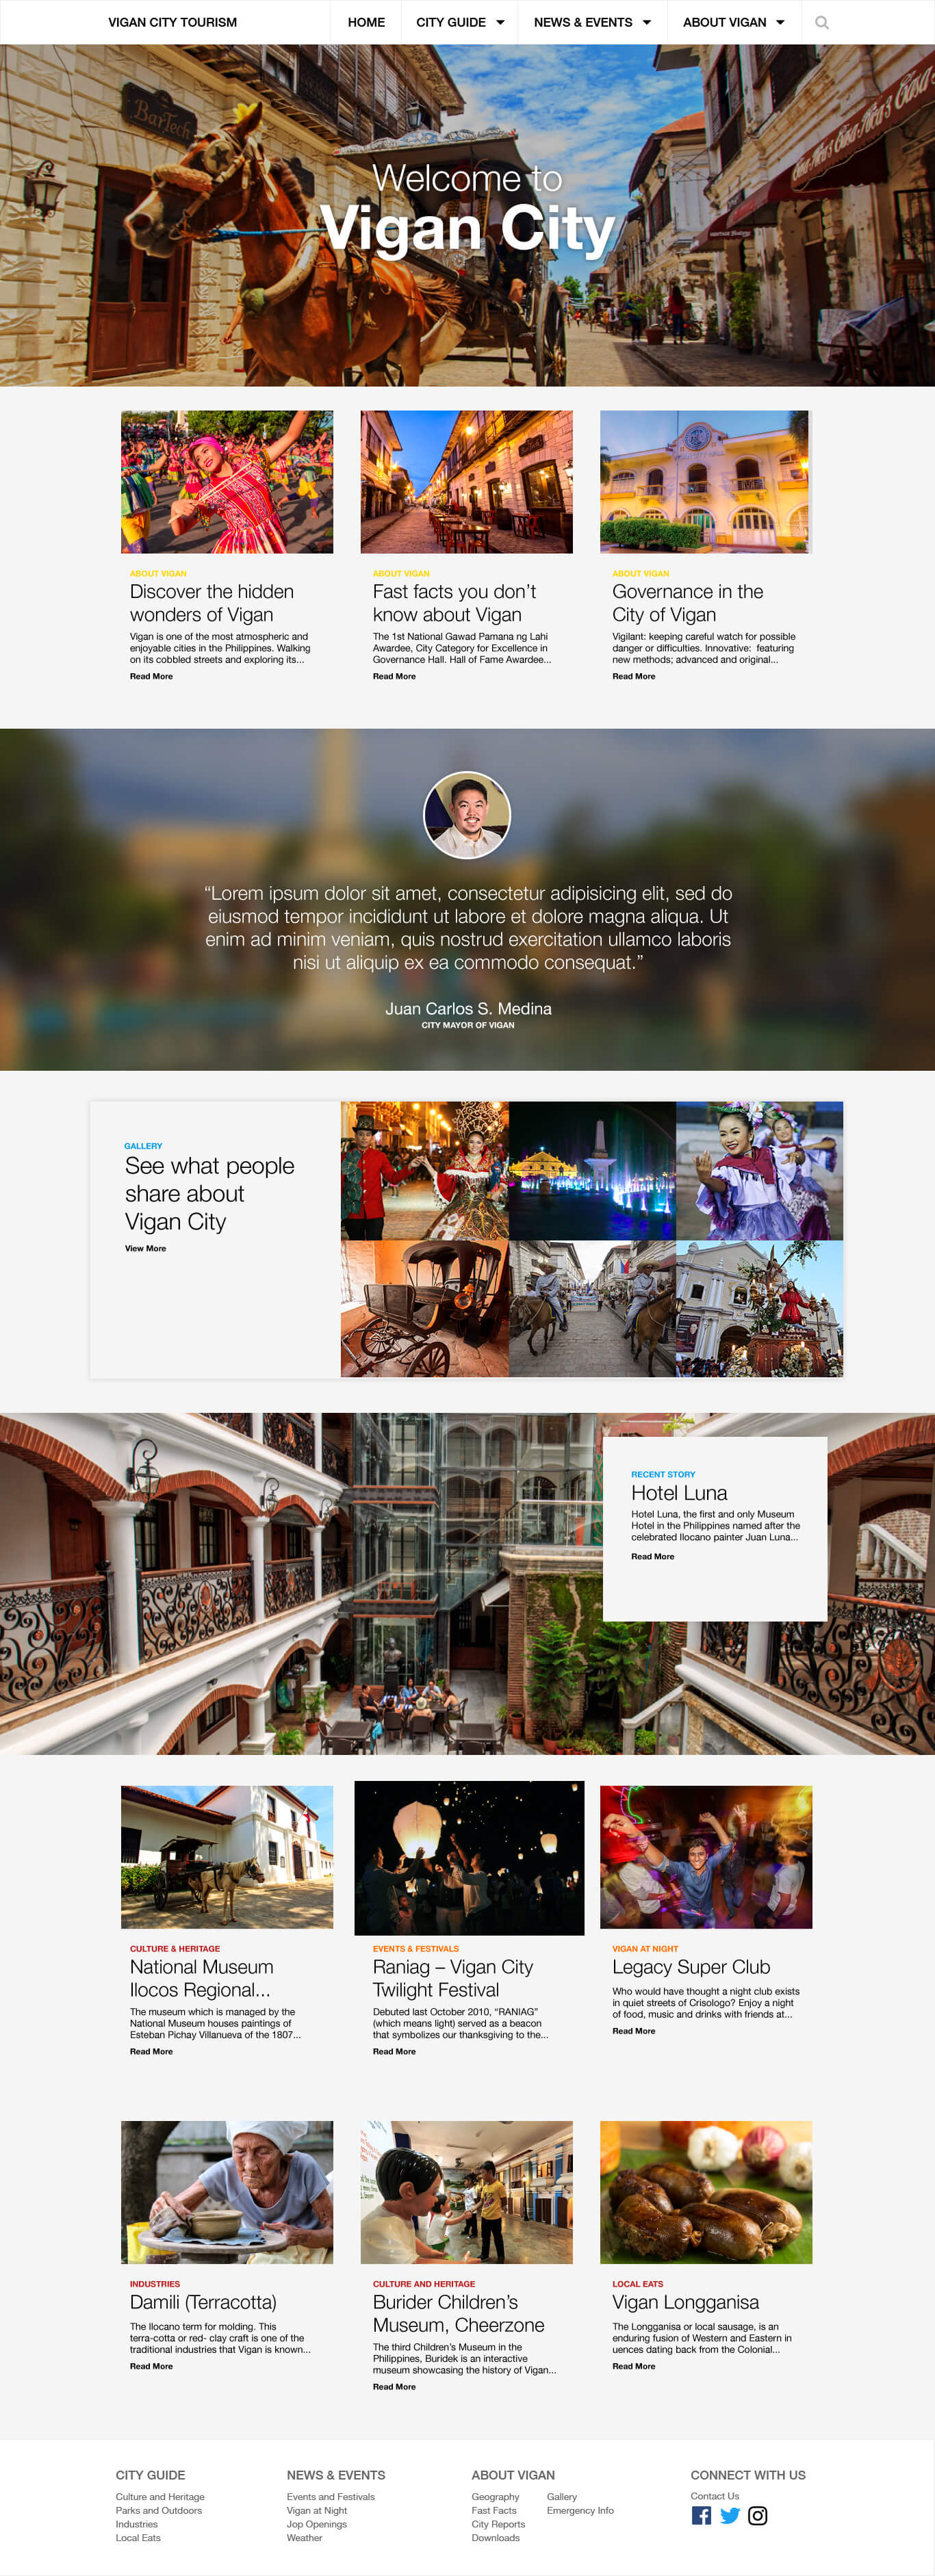 VIGAN CITY TOURISM
HOME
CITY GUIDE
NEWS & EVENTS
ABOUT VIGAN
BarTech
Welcome to
Vigan City
ABOUT VIGAN
Discover the hidden
wonders of Vigan
Vigan is one of the most atmospheric and
enjoyable cities in the Philippines. Walking
on its cobbled streets and exploring its...
Read More
ABOUT VIGAN
Fast facts you don’t
know about Vigan
The 1st National Gawad Pamana ng Lahi
Awardee, City Category for Excellence in
Governance Hall. Hall of Fame Awardee...
Read More
ABOUT VIGAN
Governance in the
City of Vigan
Vigilant: keeping careful watch for possible
danger or difficulties. Innovative: featuring
new methods; advanced and original...
Read More
“Lorem ipsum dolor sit amet, consectetur adipisicing elit, sed do
eiusmod tempor incididunt ut labore et dolore magna aliqua. Ut
enim ad minim veniam, quis nostrud exercitation ullamco laboris
nisi ut aliquip ex ea commodo consequat.”
Juan Carlos S. Medina
CITY MAYOR OF VIGAN
GALLERY
See what people
share about
Vigan City
View More
RECENT STORY
Hotel Luna
Hotel Luna, the first and only Museum
Hotel in the Philippines named after the
celebrated Ilocano painter Juan Luna...
Read More
CULTURE & HERITAGE
National Museum
Ilocos Regional...
The museum which is managed by the
National Museum houses paintings of
Esteban Pichay Villanueva of the 1807...
Read More
EVENTS & FESTIVALS
Raniag – Vigan City
Twilight Festival
Debuted last October 2010, “RANIAG”
(which means light) served as a beacon
that symbolizes our thanksgiving to the...
Read More
VIGAN AT NIGHT
Legacy Super Club
Who would have thought a night club exists
in quiet streets of Crisologo? Enjoy a night
of food, music and drinks with friends at...
Read More
INDUSTRIES
Damili (Terracotta)
The Ilocano term for molding. This
terra-cotta or red- clay craft is one of the
traditional industries that Vigan is known...
Read More
CULTURE AND HERITAGE
Burider Children’s
Museum, Cheerzone
The third Children’s Museum in the
Philippines, Buridek is an interactive
museum showcasing the history of Vigan...
Read More
LOCAL EATS
Vigan Longganisa
The Longganisa or local sausage, is an
enduring fusion of Western and Eastern in
uences dating back from the Colonial...
Read More
CITY GUIDE
Culture and Heritage
Parks and Outdoors
Industries
Local Eats
NEWS & EVENTS
Events and Festivals
Vigan at Night
Jop Openings
Weather
ABOUT VIGAN
Geography
Fast Facts
City Reports
Downloads
Gallery
Emergency Info
CONNECT WITH US
Contact Us